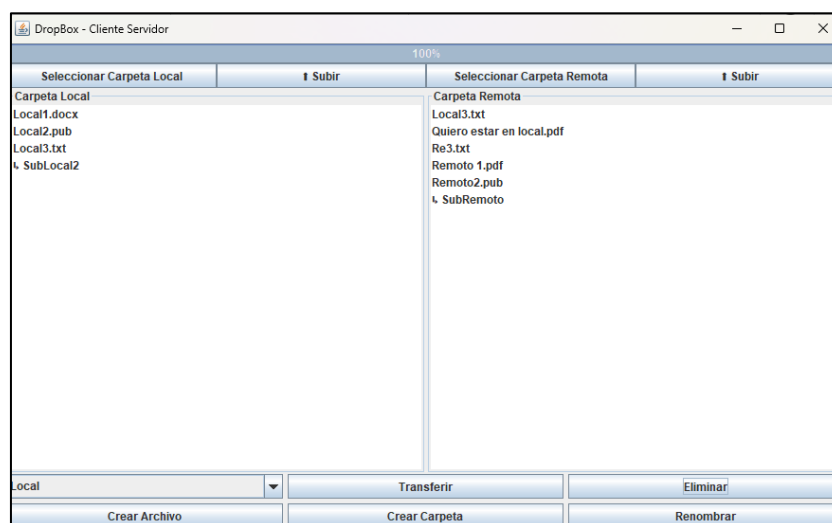 DropBox - Cliente Servidor
100%
Seleccionar Carpeta Local
⬆ Subir
Seleccionar Carpeta Remota
⬆ Subir
Carpeta Local
Local1.docx
Local2.pub
Local3.txt
↳ SubLocal2
Carpeta Remota
Local3.txt
Quiero estar en local.pdf
Re3.txt
Remoto 1.pdf
Remoto2.pub
↳ SubRemoto
Local
Transferir
Eliminar
Crear Archivo
Crear Carpeta
Renombrar